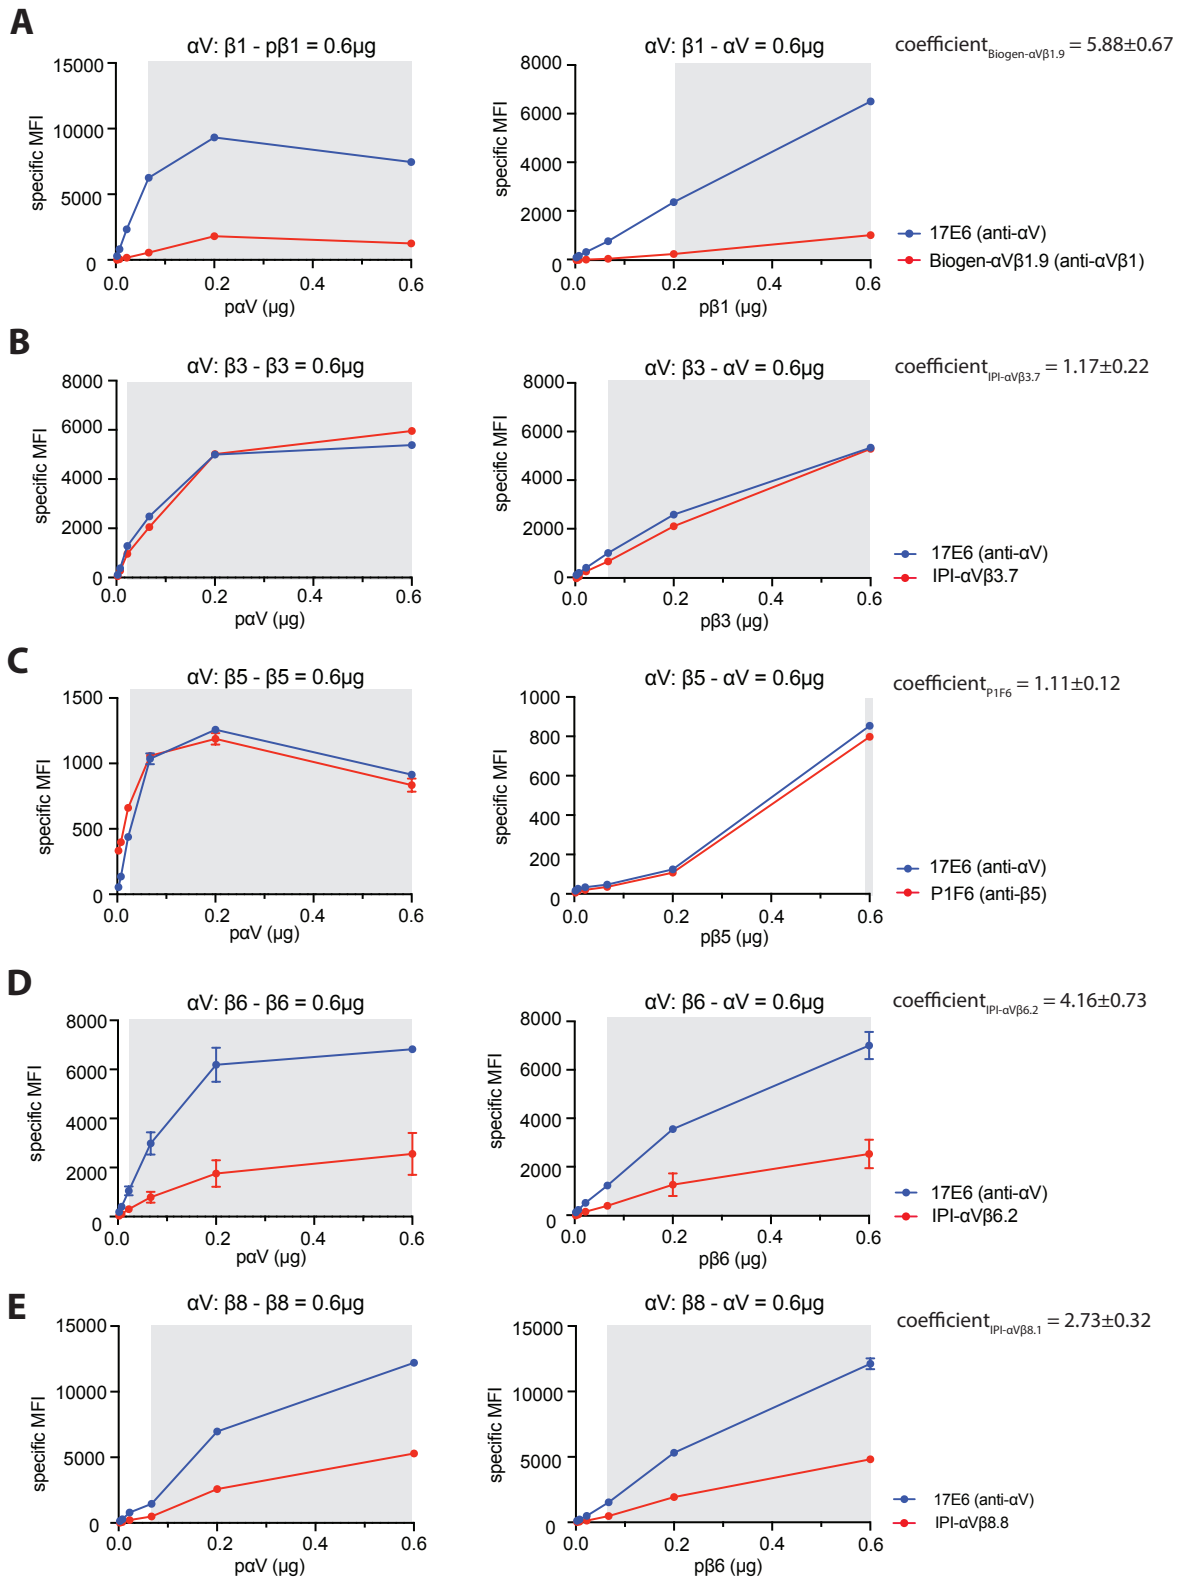 A
αV: β1 - pβ1 = 0.6µg
αV: β1 - αV = 0.6µg
coefficient Biogen-αVβ1.9 = 5.88±0.67
specific MFI
15000
10000
5000
0
0.0 0.2 0.4 0.6
pαV (µg)
specific MFI
8000
6000
4000
2000
0
0.0 0.2 0.4 0.6
pβ1 (µg)
17E6 (anti-αV)
Biogen-αVβ1.9 (anti-αVβ1)
B
αV: β3 - β3 = 0.6µg
αV: β3 - αV = 0.6µg
coefficient IPI-αVβ3.7 = 1.17±0.22
specific MFI
8000
6000
4000
2000
0
0.0 0.2 0.4 0.6
pαV (µg)
specific MFI
8000
6000
4000
2000
0
0.0 0.2 0.4 0.6
pβ3 (µg)
17E6 (anti-αV)
IPI-αVβ3.7
C
αV: β5 - β5 = 0.6µg
αV: β5 - αV = 0.6µg
coefficient P1F6 = 1.11±0.12
specific MFI
1500
1000
500
0
0.0 0.2 0.4 0.6
pαV (µg)
specific MFI
1000
800
600
400
200
0
0.0 0.2 0.4 0.6
pβ5 (µg)
17E6 (anti-αV)
P1F6 (anti-β5)
D
αV: β6 - β6 = 0.6µg
αV: β6 - αV = 0.6µg
coefficient IPI-αVβ6.2 = 4.16±0.73
specific MFI
8000
6000
4000
2000
0
0.0 0.2 0.4 0.6
pαV (µg)
specific MFI
8000
6000
4000
2000
0
0.0 0.2 0.4 0.6
pβ6 (µg)
17E6 (anti-αV)
IPI-αVβ6.2
E
αV: β8 - β8 = 0.6µg
αV: β8 - αV = 0.6µg
coefficient IPI-αVβ8.1 = 2.73±0.32
specific MFI
15000
10000
5000
0
0.0 0.2 0.4 0.6
pαV (µg)
specific MFI
15000
10000
5000
0
0.0 0.2 0.4 0.6
pβ6 (µg)
17E6 (anti-αV)
IPI-αVβ8.8